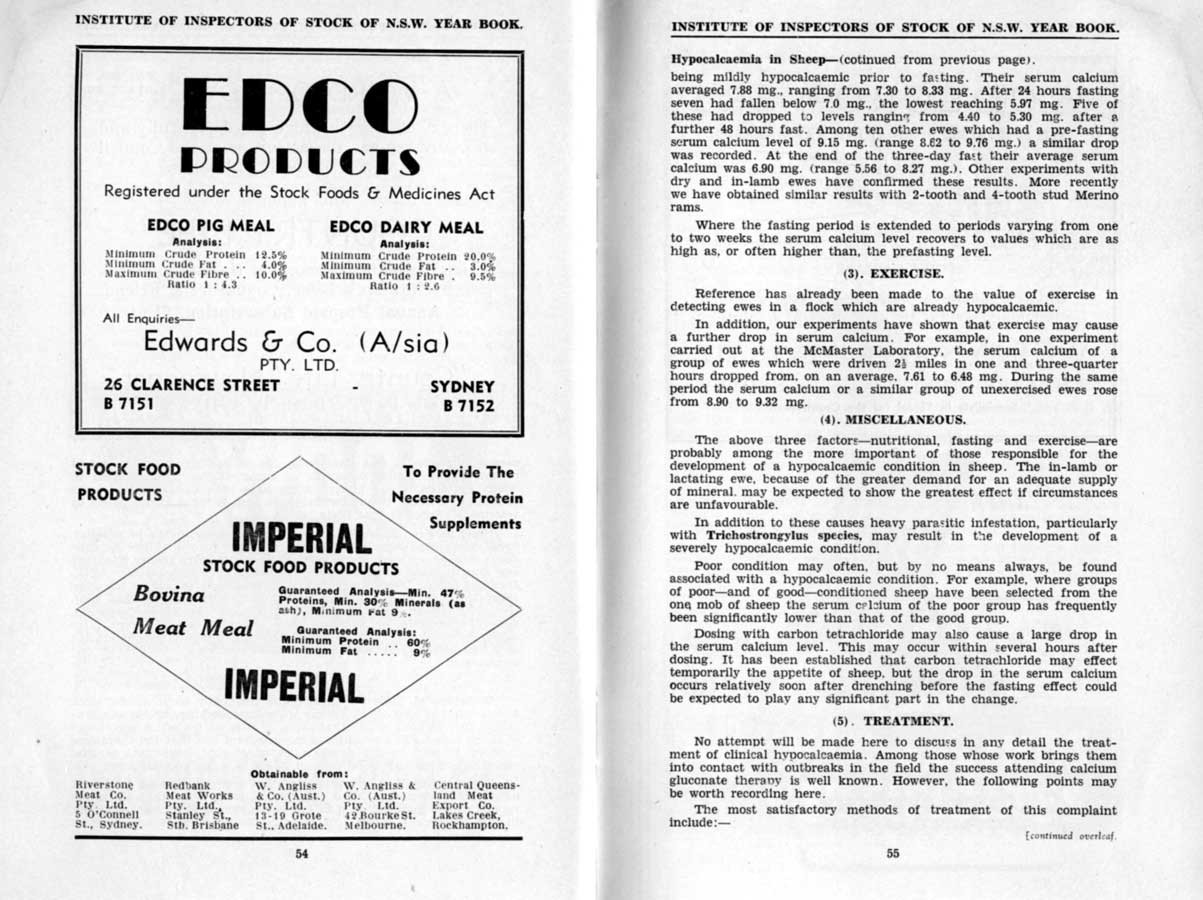 INSTITUTE OF INSPECTORS OF STOCK OF N.S.W. YEAR BOOK.
EDCO
PRODUCTS
Registered under the Stock Foods & Medicines Act
EDCO PIG MEAL
Analysis:
Minimum Crude Protein 12.5%
Minimum Crude Fat . .. 4.0%
Maximum Crude Fibre .. 10.0%
Ratio 1 : 4.3
EDCO DAIRY MEAL
Analysis:
Minimum Crude Protein 20.0%
Minimum Crude Fat .. 3.0%
Maximum Crude Fibre . 9.5%
Ratio 1 : 2.6
All Enquiries—
Edwards & Co. (A/sia)
PTY. LTD.
26 CLARENCE STREET - SYDNEY
B 7151 B 7152
STOCK FOOD
PRODUCTS
To Provide The
Necessary Protein
Supplements
IMPERIAL
STOCK FOOD PRODUCTS
Bovina
Guaranteed Analysis—Min. 47%
Proteins, Min. 30% Minerals (as
ash), Minimum Fat 9%.
Meat Meal
Guaranteed Analysis:
Minimum Protein .. 60%
Minimum Fat ..... 9%
IMPERIAL
Obtainable from:
Riverstone
Meat Co.
Pty. Ltd.
5 O'Connell
St., Sydney.
Redbank
Meat Works
Pty. Ltd.,
Stanley St.,
Sth. Brisbane
W. Angliss
& Co. (Aust.)
Pty. Ltd.
13-19 Grote
St., Adelaide.
W. Angliss &
Co. (Aust.)
Pty. Ltd.
42 Bourke St.
Melbourne.
Central Queens-
land Meat
Export Co.
Lakes Creek,
Rockhampton.
54
INSTITUTE OF INSPECTORS OF STOCK OF N.S.W. YEAR BOOK.
Hypocalcaemia in Sheep—(cotinued from previous page).
being mildly hypocalcaemic prior to fasting. Their serum calcium
averaged 7.88 mg., ranging from 7.30 to 8.33 mg. After 24 hours fasting
seven had fallen below 7.0 mg., the lowest reaching 5.97 mg. Five of
these had dropped to levels ranging from 4.40 to 5.30 mg. after a
further 48 hours fast. Among ten other ewes which had a pre-fasting
serum calcium level of 9.15 mg. (range 8.62 to 9.76 mg.) a similar drop
was recorded. At the end of the three-day fast their average serum
calcium was 6.90 mg. (range 5.56 to 8.27 mg.). Other experiments with
dry and in-lamb ewes have confirmed these results. More recently
we have obtained similar results with 2-tooth and 4-tooth stud Merino
rams.
Where the fasting period is extended to periods varying from one
to two weeks the serum calcium level recovers to values which are as
high as, or often higher than, the prefasting level.
(3). EXERCISE.
Reference has already been made to the value of exercise in
detecting ewes in a flock which are already hypocalcaemic.
In addition, our experiments have shown that exercise may cause
a further drop in serum calcium. For example, in one experiment
carried out at the McMaster Laboratory, the serum calcium of a
group of ewes which were driven 2½ miles in one and three-quarter
hours dropped from, on an average, 7.61 to 6.48 mg. During the same
period the serum calcium or a similar group of unexercised ewes rose
from 8.90 to 9.32 mg.
(4). MISCELLANEOUS.
The above three factors—nutritional, fasting and exercise—are
probably among the more important of those responsible for the
development of a hypocalcaemic condition in sheep. The in-lamb or
lactating ewe, because of the greater demand for an adequate supply
of mineral, may be expected to show the greatest effect if circumstances
are unfavourable.
In addition to these causes heavy parasitic infestation, particularly
with Trichostrongylus species, may result in the development of a
severely hypocalcaemic condition.
Poor condition may often, but by no means always, be found
associated with a hypocalcaemic condition. For example, where groups
of poor—and of good—conditioned sheep have been selected from the
one mob of sheep the serum calcium of the poor group has frequently
been significantly lower than that of the good group.
Dosing with carbon tetrachloride may also cause a large drop in
the serum calcium level. This may occur within several hours after
dosing. It has been established that carbon tetrachloride may effect
temporarily the appetite of sheep, but the drop in the serum calcium
occurs relatively soon after drenching before the fasting effect could
be expected to play any significant part in the change.
(5). TREATMENT.
No attempt will be made here to discuss in any detail the treat-
ment of clinical hypocalcaemia. Among those whose work brings them
into contact with outbreaks in the field the success attending calcium
gluconate therapy is well known. However, the following points may
be worth recording here.
The most satisfactory methods of treatment of this complaint
include:—
[continued overleaf.
55